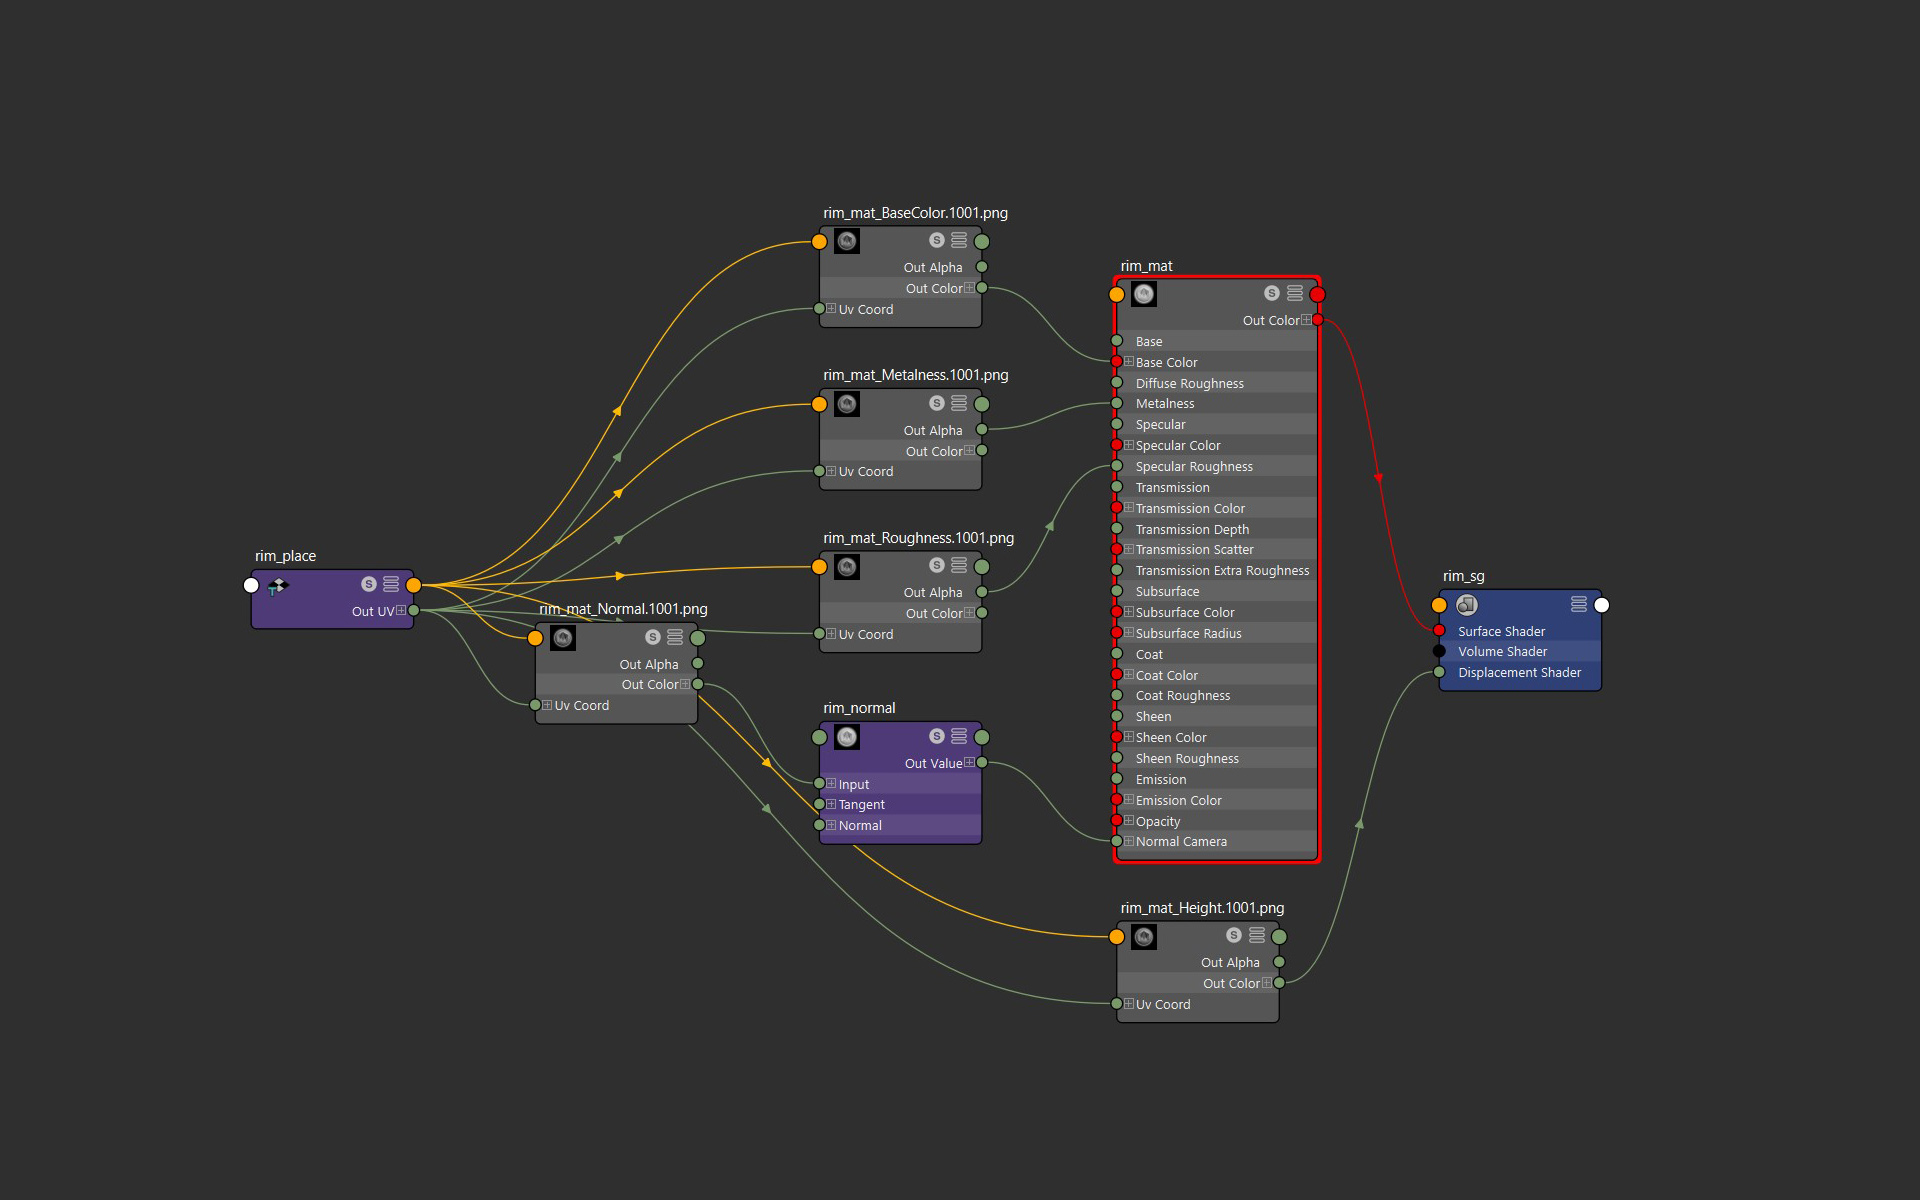 rim_place
S
Out UV
rim_mat_BaseColor.1001.png
S
Out Alpha
Out Color
Uv Coord
rim_mat_Metalness.1001.png
S
Out Alpha
Out Color
Uv Coord
rim_mat_Roughness.1001.png
S
Out Alpha
Out Color
Uv Coord
rim_mat_Normal.1001.png
S
Out Alpha
Out Color
Uv Coord
rim_normal
S
Out Value
Input
Tangent
Normal
rim_mat
S
Out Color
Base
Base Color
Diffuse Roughness
Metalness
Specular
Specular Color
Specular Roughness
Transmission
Transmission Color
Transmission Depth
Transmission Scatter
Transmission Extra Roughness
Subsurface
Subsurface Color
Subsurface Radius
Coat
Coat Color
Coat Roughness
Sheen
Sheen Color
Sheen Roughness
Emission
Emission Color
Opacity
Normal Camera
rim_mat_Height.1001.png
S
Out Alpha
Out Color
Uv Coord
rim_sg
Surface Shader
Volume Shader
Displacement Shader